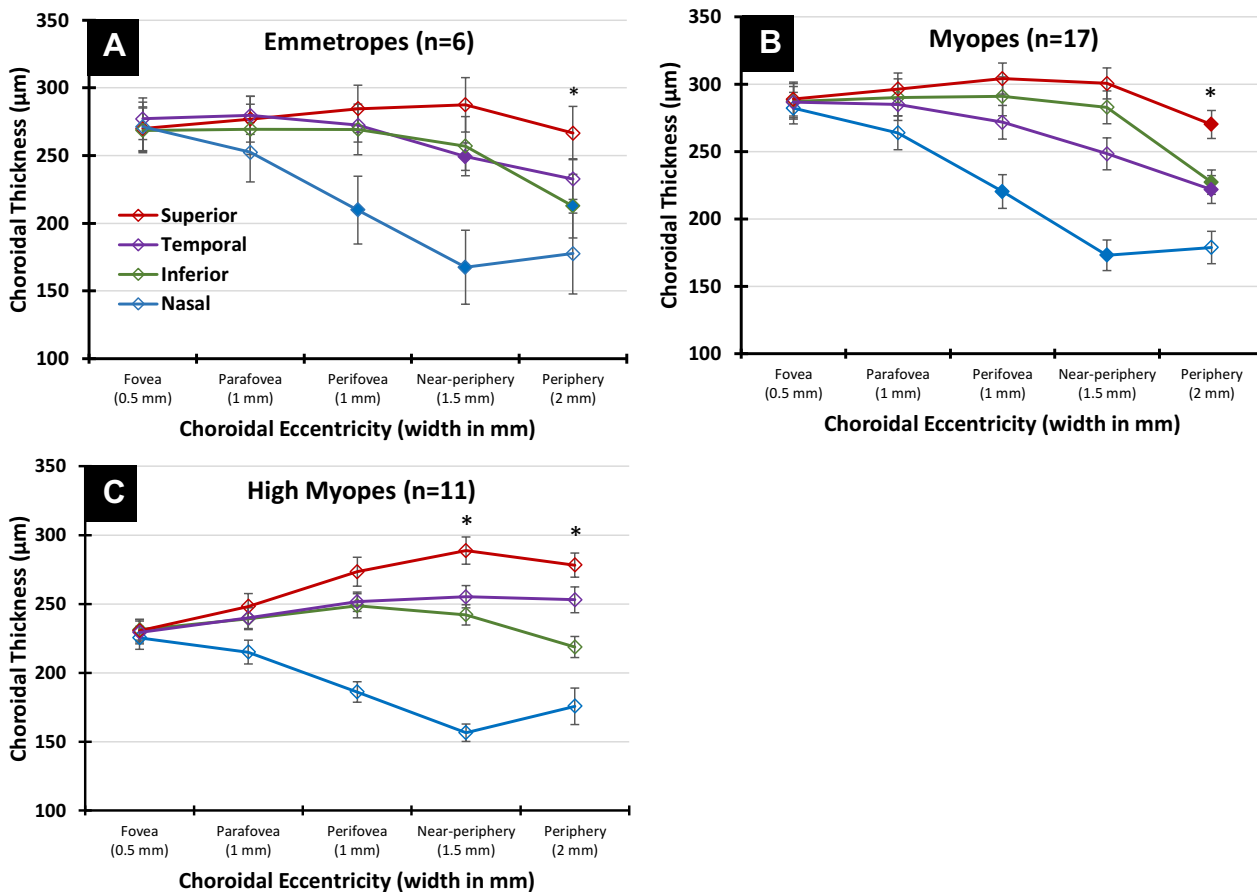 A
Emmetropes (n=6)
Choroidal Thickness (µm)
350
300
250
200
150
100
*
Superior
Temporal
Inferior
Nasal
Fovea
(0.5 mm)
Parafovea
(1 mm)
Perifovea
(1 mm)
Near-periphery
(1.5 mm)
Periphery
(2 mm)
Choroidal Eccentricity (width in mm)
B
Myopes (n=17)
Choroidal Thickness (µm)
350
300
250
200
150
100
*
Fovea
(0.5 mm)
Parafovea
(1 mm)
Perifovea
(1 mm)
Near-periphery
(1.5 mm)
Periphery
(2 mm)
Choroidal Eccentricity (width in mm)
C
High Myopes (n=11)
Choroidal Thickness (µm)
350
300
250
200
150
100
*
*
Fovea
(0.5 mm)
Parafovea
(1 mm)
Perifovea
(1 mm)
Near-periphery
(1.5 mm)
Periphery
(2 mm)
Choroidal Eccentricity (width in mm)